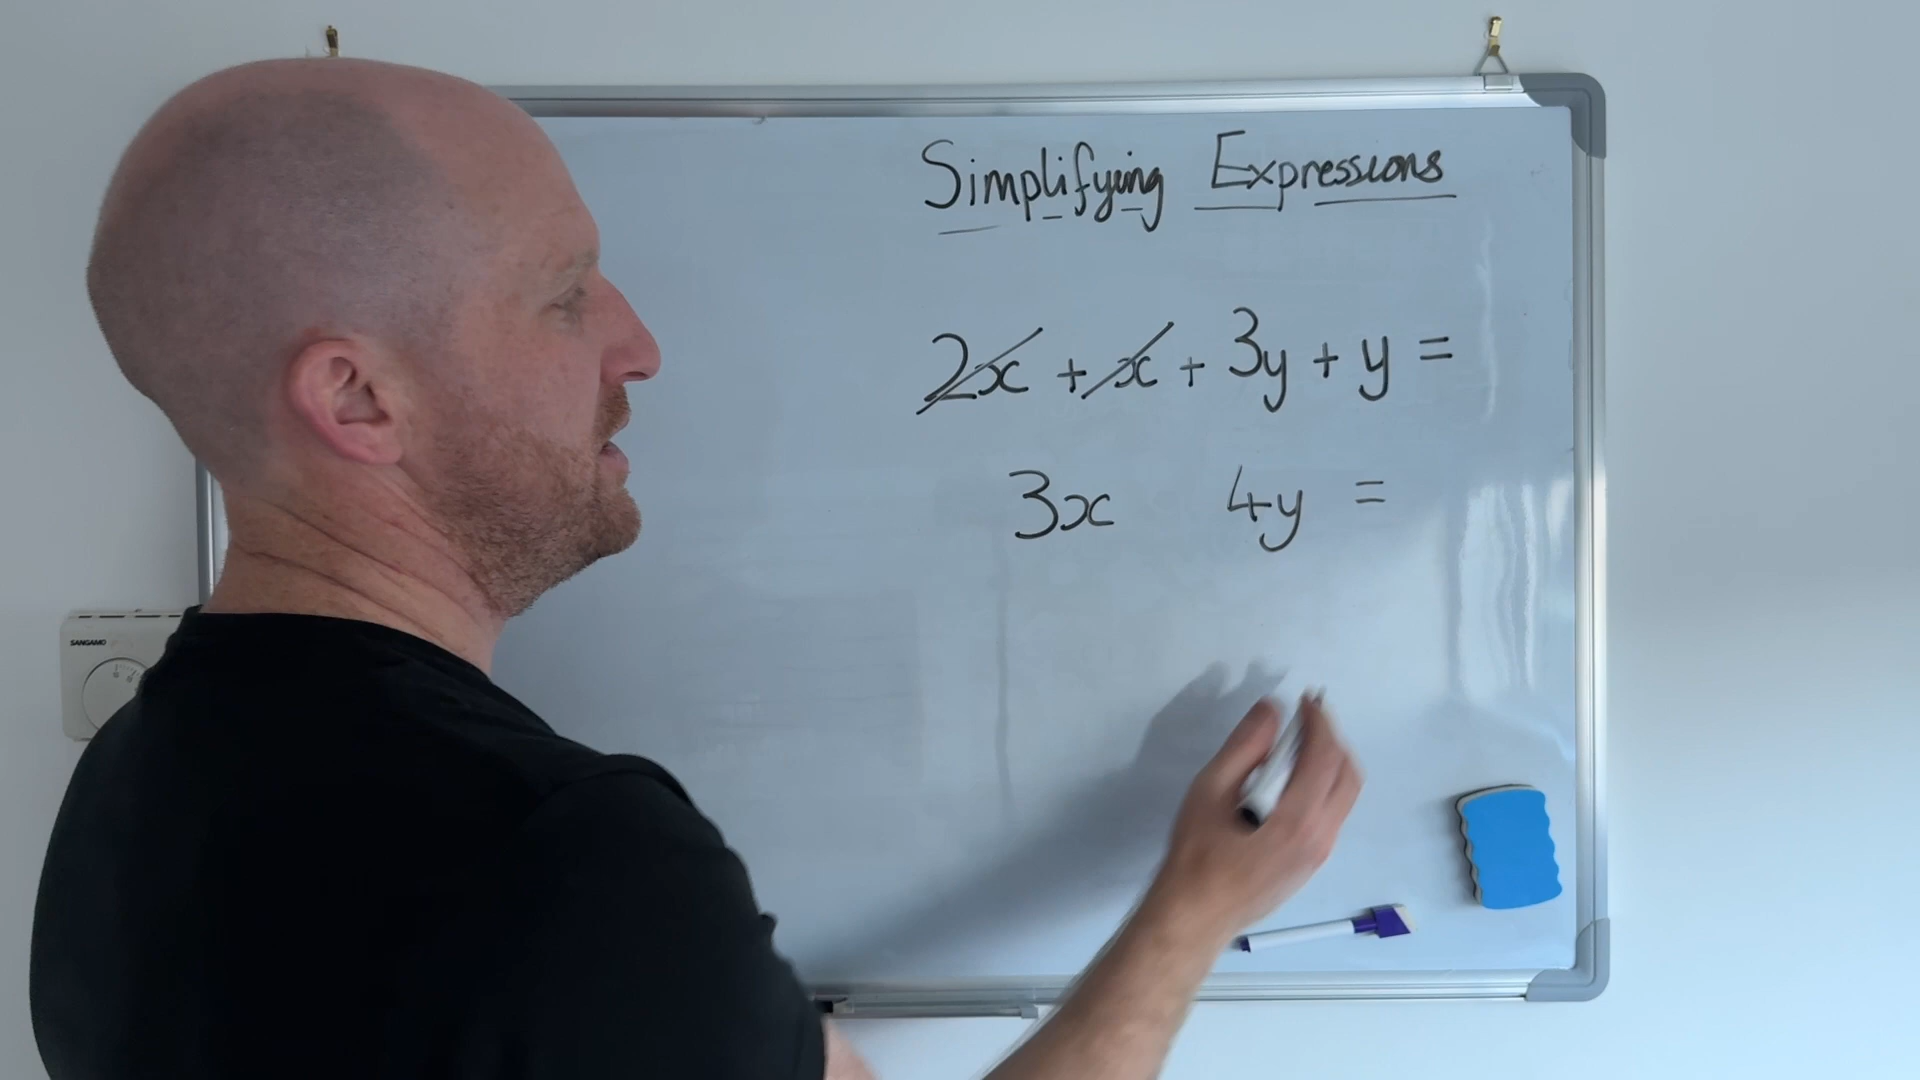 Simplifying Expressions
2x + x + 3y + y =
3x 4y =
SANGAMO